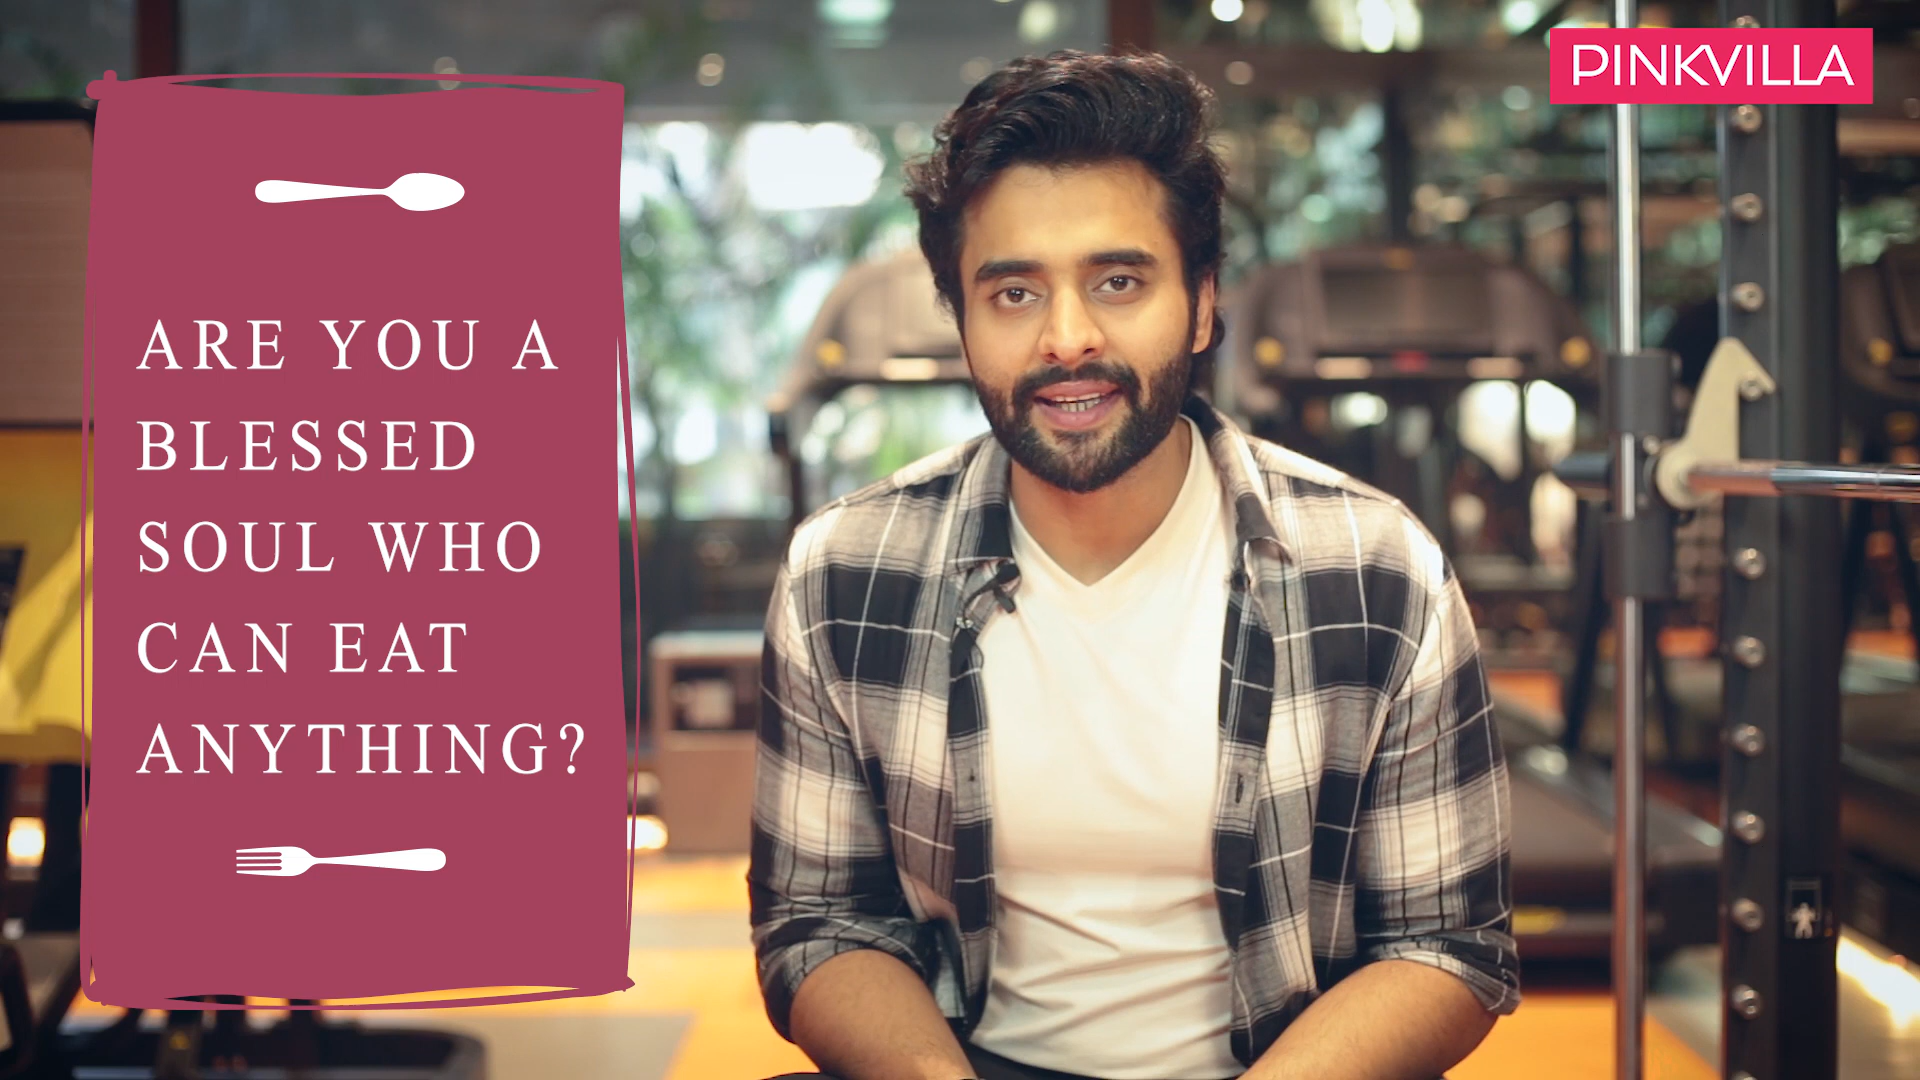 PINKVILLA
ARE YOU A
BLESSED
SOUL WHO
CAN EAT
ANYTHING?